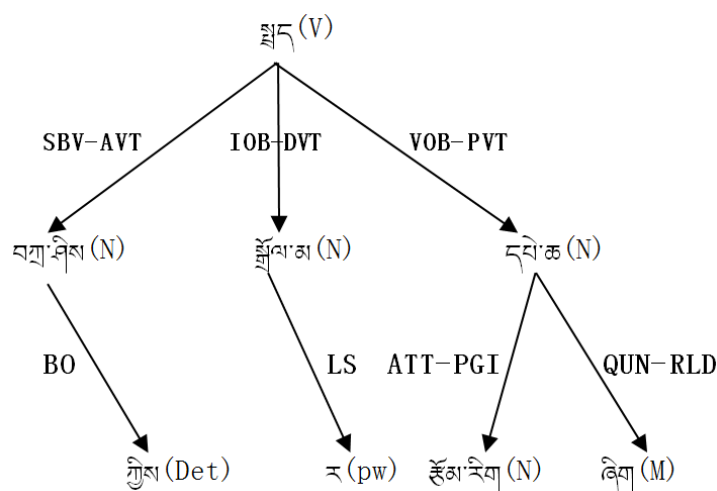 སྤྲད(V)
SBV-AVT IOB-DVT VOB-PVT
བཀྲ་ཤིས(N) སྒྲོལ་མ(N) དཔེ་ཆ(N)
BO LS ATT-PGI QUN-RLD
ཀྱིས(Det) ར(pw) རྩོམ་རིག(N) ཞིག(M)